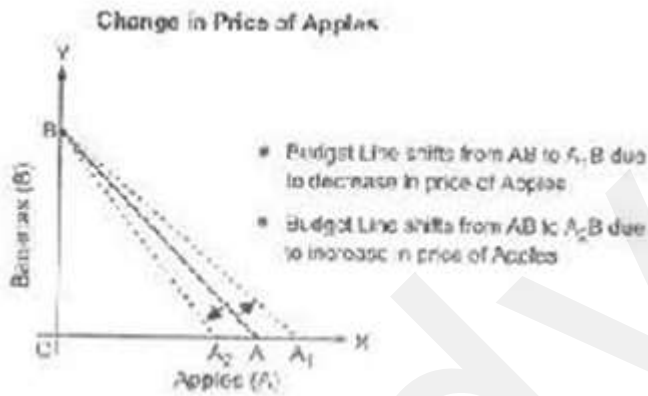 Change in Price of Apples
Y
B
Bananas (B)
• Budget Line shifts from AB to A₁B due
to decrease in price of Apples
• Budget Line shifts from AB to A₂B due
to increase in price of Apples
O
A₂ A A₁
X
Apples (A)